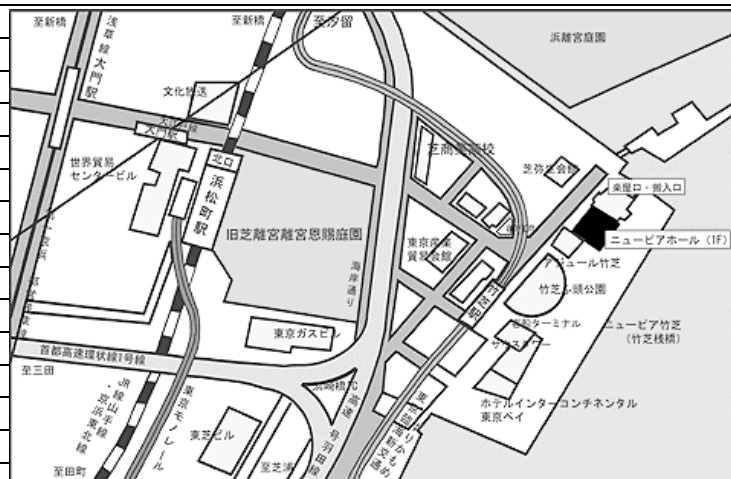 至新橋
浅草線大門駅
至新橋
至汐留
浜離宮庭園
文化放送
大門駅
世界貿易
センタービル
北口
浜松町駅
旧芝離宮離宮恩賜庭園
海岸通り
芝商業高校
芝弥生会館
楽屋口・搬入口
ニューピアホール（1F）
東京産業
貿易会館
アジュール竹芝
竹芝ふ頭公園
竹芝駅
客船ターミナル
ニューピア竹芝
（竹芝桟橋）
東京ガスビル
首都高速環状線1号線
至三田
JR線山手線
・京浜東北線
東京モノレール
東芝ビル
浜崎橋JC
ホテルインターコンチネンタル
東京ベイ
至田町
至芝浦